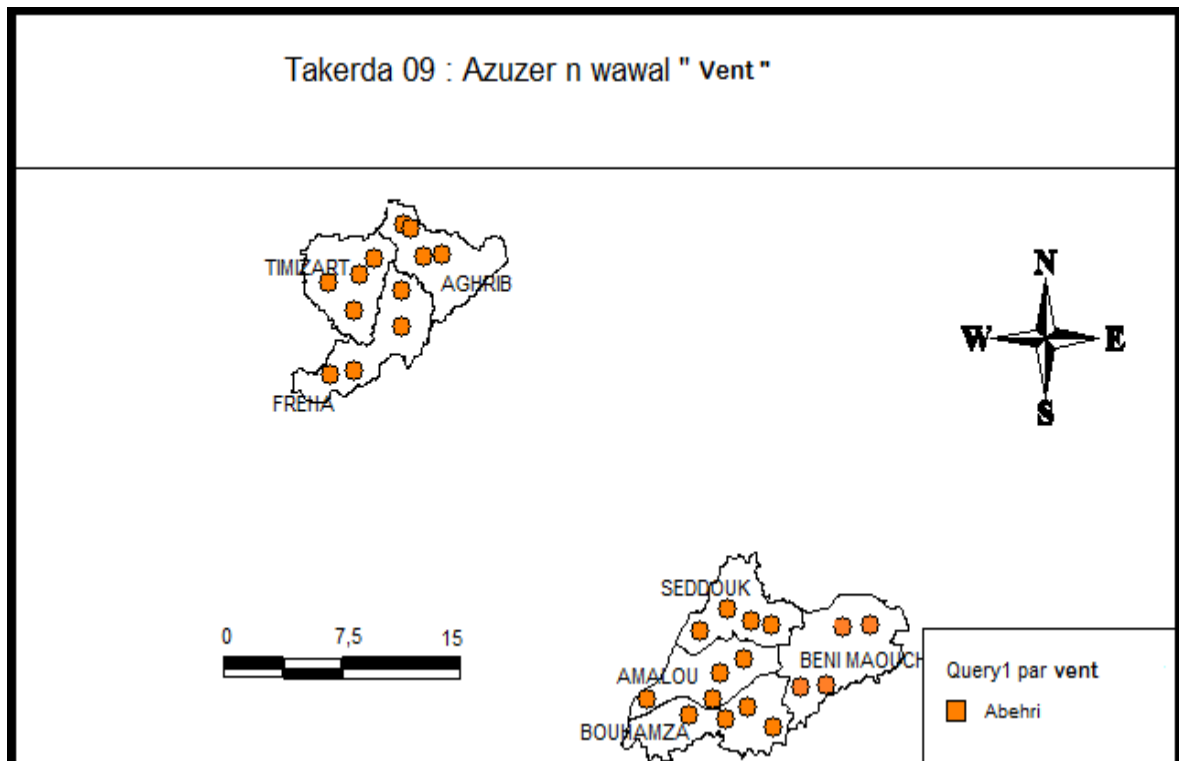 Takerda 09 : Azuzer n wawal " Vent "
TIMIZART
AGHRIB
FREHA
N
W E
S
SEDDOUK
BENI MAOUCH
AMALOU
BOUHAMZA
0 7,5 15
Query1 par vent
Abehri